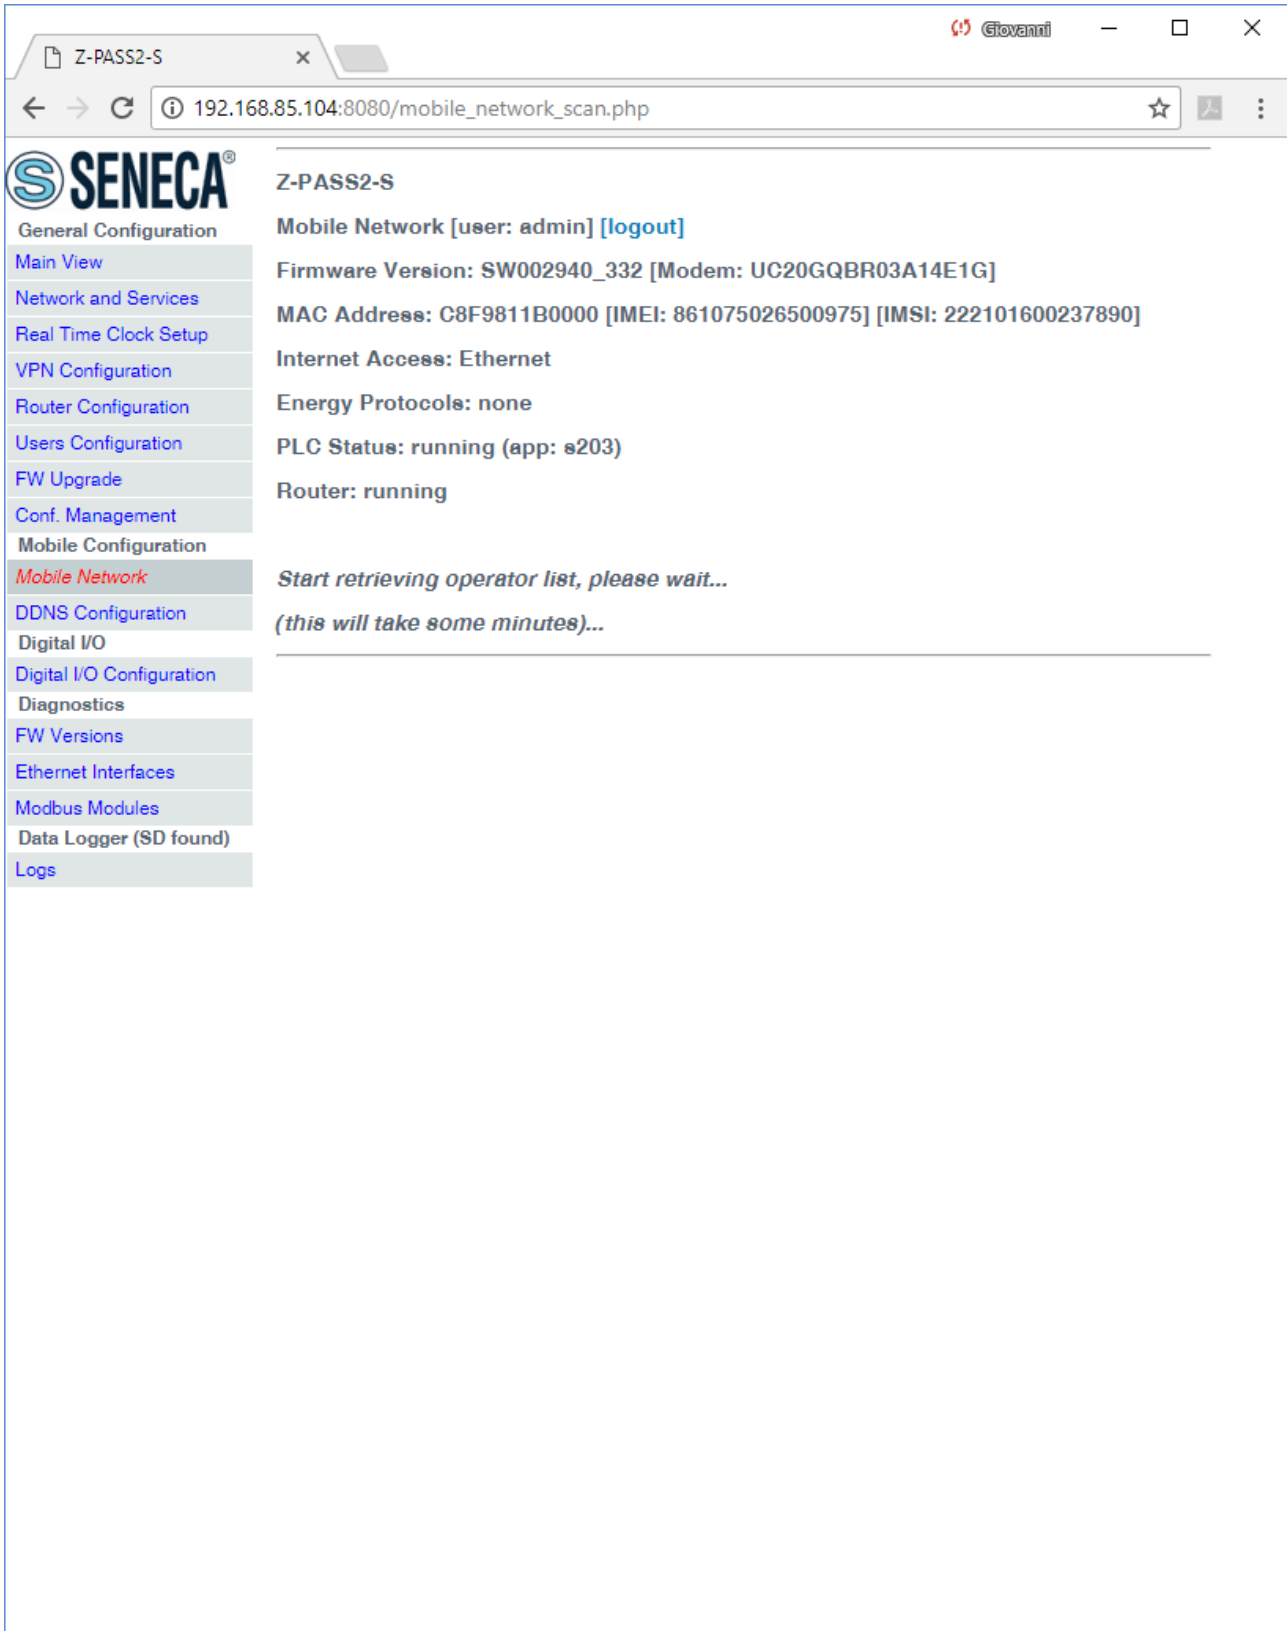 Giovanni
Z-PASS2-S
192.168.85.104:8080/mobile_network_scan.php
SENECA®
General Configuration
Main View
Network and Services
Real Time Clock Setup
VPN Configuration
Router Configuration
Users Configuration
FW Upgrade
Conf. Management
Mobile Configuration
Mobile Network
DDNS Configuration
Digital I/O
Digital I/O Configuration
Diagnostics
FW Versions
Ethernet Interfaces
Modbus Modules
Data Logger (SD found)
Logs
Z-PASS2-S
Mobile Network [user: admin] [logout]
Firmware Version: SW002940_332 [Modem: UC20GQBR03A14E1G]
MAC Address: C8F9811B0000 [IMEI: 861075026500975] [IMSI: 222101600237890]
Internet Access: Ethernet
Energy Protocols: none
PLC Status: running (app: s203)
Router: running
Start retrieving operator list, please wait...
(this will take some minutes)...